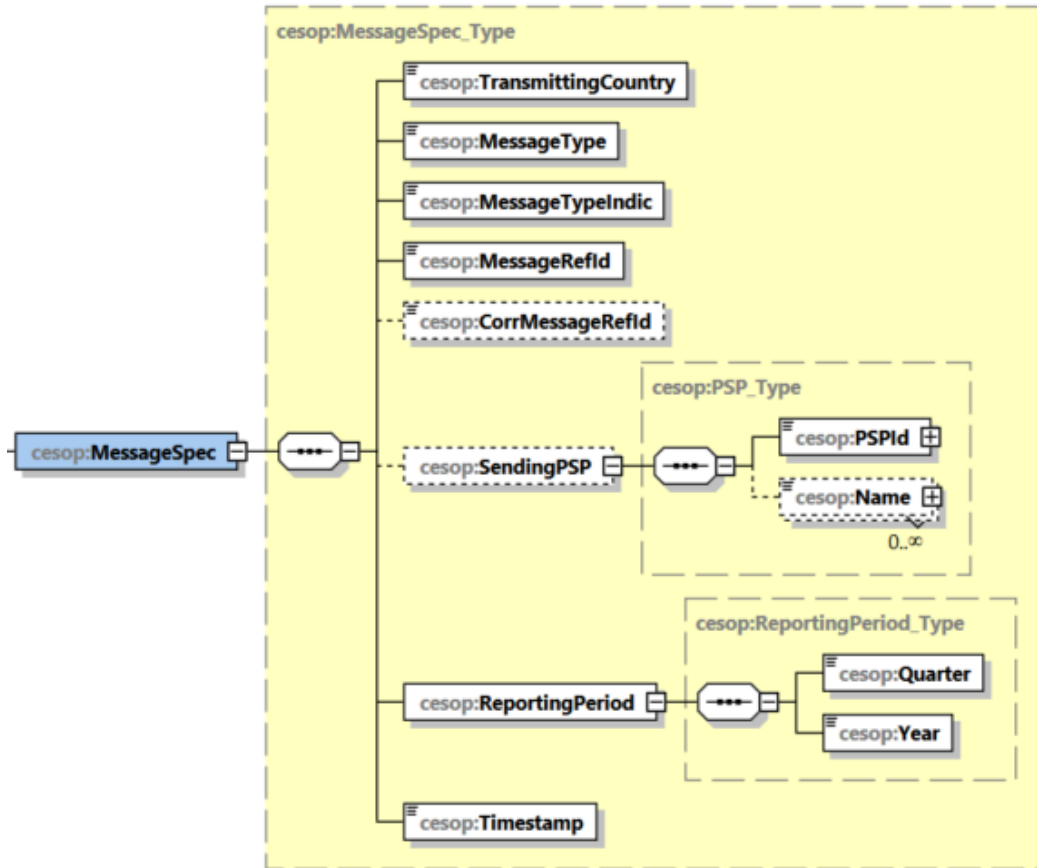 cesop:MessageSpec_Type
cesop:TransmittingCountry
cesop:MessageType
cesop:MessageTypeIndic
cesop:MessageRefId
cesop:CorrMessageRefId
cesop:PSP_Type
cesop:PSPId
cesop:MessageSpec
cesop:SendingPSP
cesop:Name
0..∞
cesop:ReportingPeriod_Type
cesop:Quarter
cesop:ReportingPeriod
cesop:Year
cesop:Timestamp